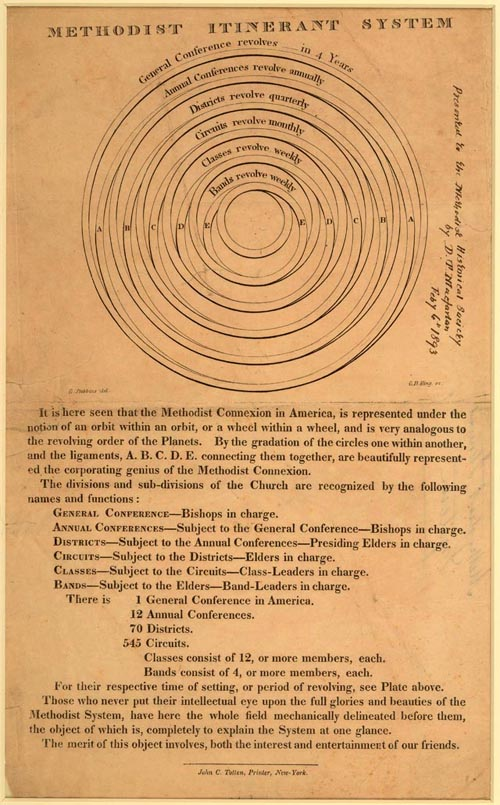 METHODIST ITINERANT SYSTEM
General Conference revolves in 4 Years
Annual Conferences revolve annually
Districts revolve quarterly
Circuits revolve monthly
Classes revolve weekly
Bands revolve weekly
A B C D E E D C B A
Presented to the Methodist Historical Society
by D. P. Macfarlan
Feby 6th 1893
G. Stebbins del.
G.B. King, sc.
It is here seen that the Methodist Connexion in America, is represented under the
notion of an orbit within an orbit, or a wheel within a wheel, and is very analogous to
the revolving order of the Planets. By the gradation of the circles one within another,
and the ligaments, A. B. C. D. E. connecting them together, are beautifully represent-
ed the corporating genius of the Methodist Connexion.
The divisions and sub-divisions of the Church are recognized by the following
names and functions:
GENERAL CONFERENCE—Bishops in charge.
ANNUAL CONFERENCES—Subject to the General Conference—Bishops in charge.
DISTRICTS—Subject to the Annual Conferences—Presiding Elders in charge.
CIRCUITS—Subject to the Districts—Elders in charge.
CLASSES—Subject to the Circuits—Class-Leaders in charge.
BANDS—Subject to the Elders—Band-Leaders in charge.
There is 1 General Conference in America.
12 Annual Conferences.
70 Districts.
545 Circuits.
Classes consist of 12, or more members, each.
Bands consist of 4, or more members, each.
For their respective time of setting, or period of revolving, see Plate above.
Those who never put their intellectual eye upon the full glories and beauties of the
Methodist System, have here the whole field mechanically delineated before them,
the object of which is, completely to explain the System at one glance.
The merit of this object involves, both the interest and entertainment of our friends.
John C. Totten, Printer, New-York.